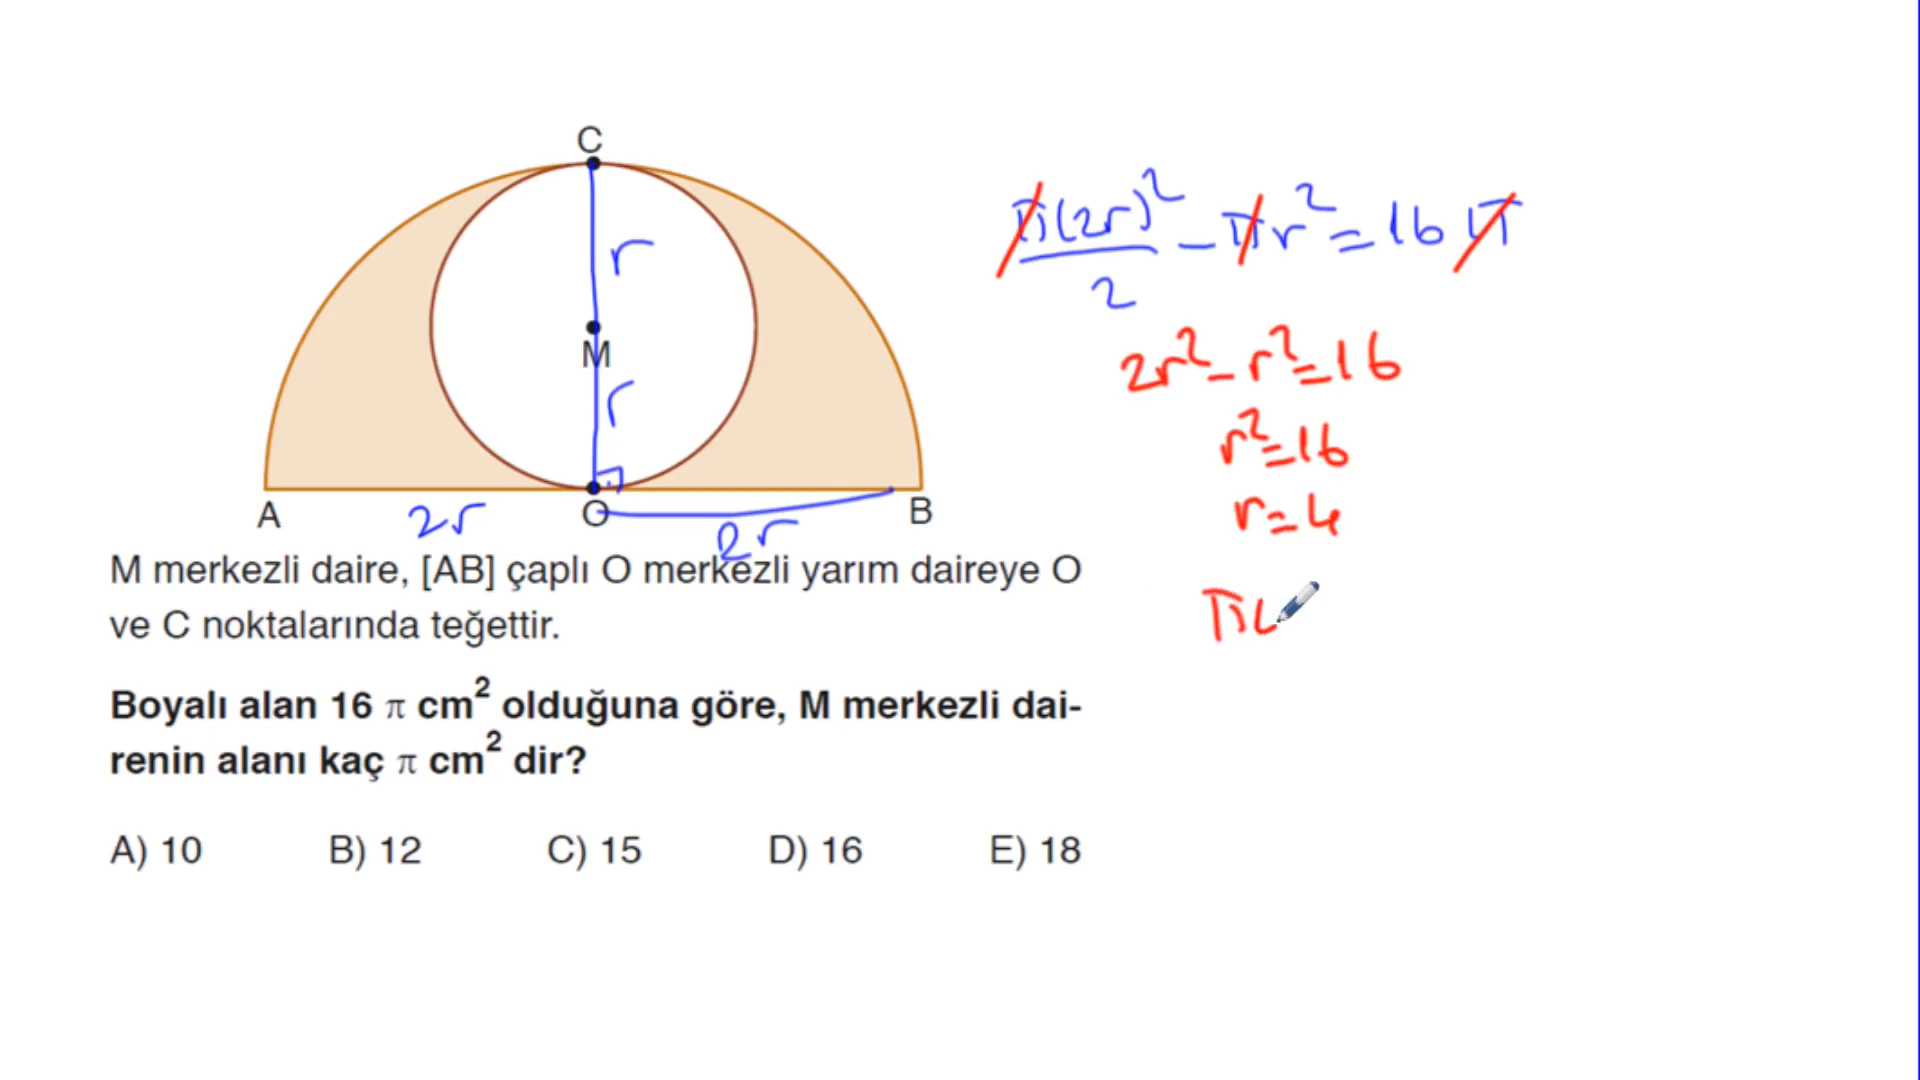 C
r
M
r
A
O
B
2r
2r
M merkezli daire, [AB] çaplı O merkezli yarım daireye O
ve C noktalarında teğettir.
Boyalı alan 16 π cm² olduğuna göre, M merkezli dai-
renin alanı kaç π cm² dir?
A) 10 B) 12 C) 15 D) 16 E) 18
π(2r)²/2 - πr² = 16π
2r² - r² = 16
r² = 16
r = 4
π